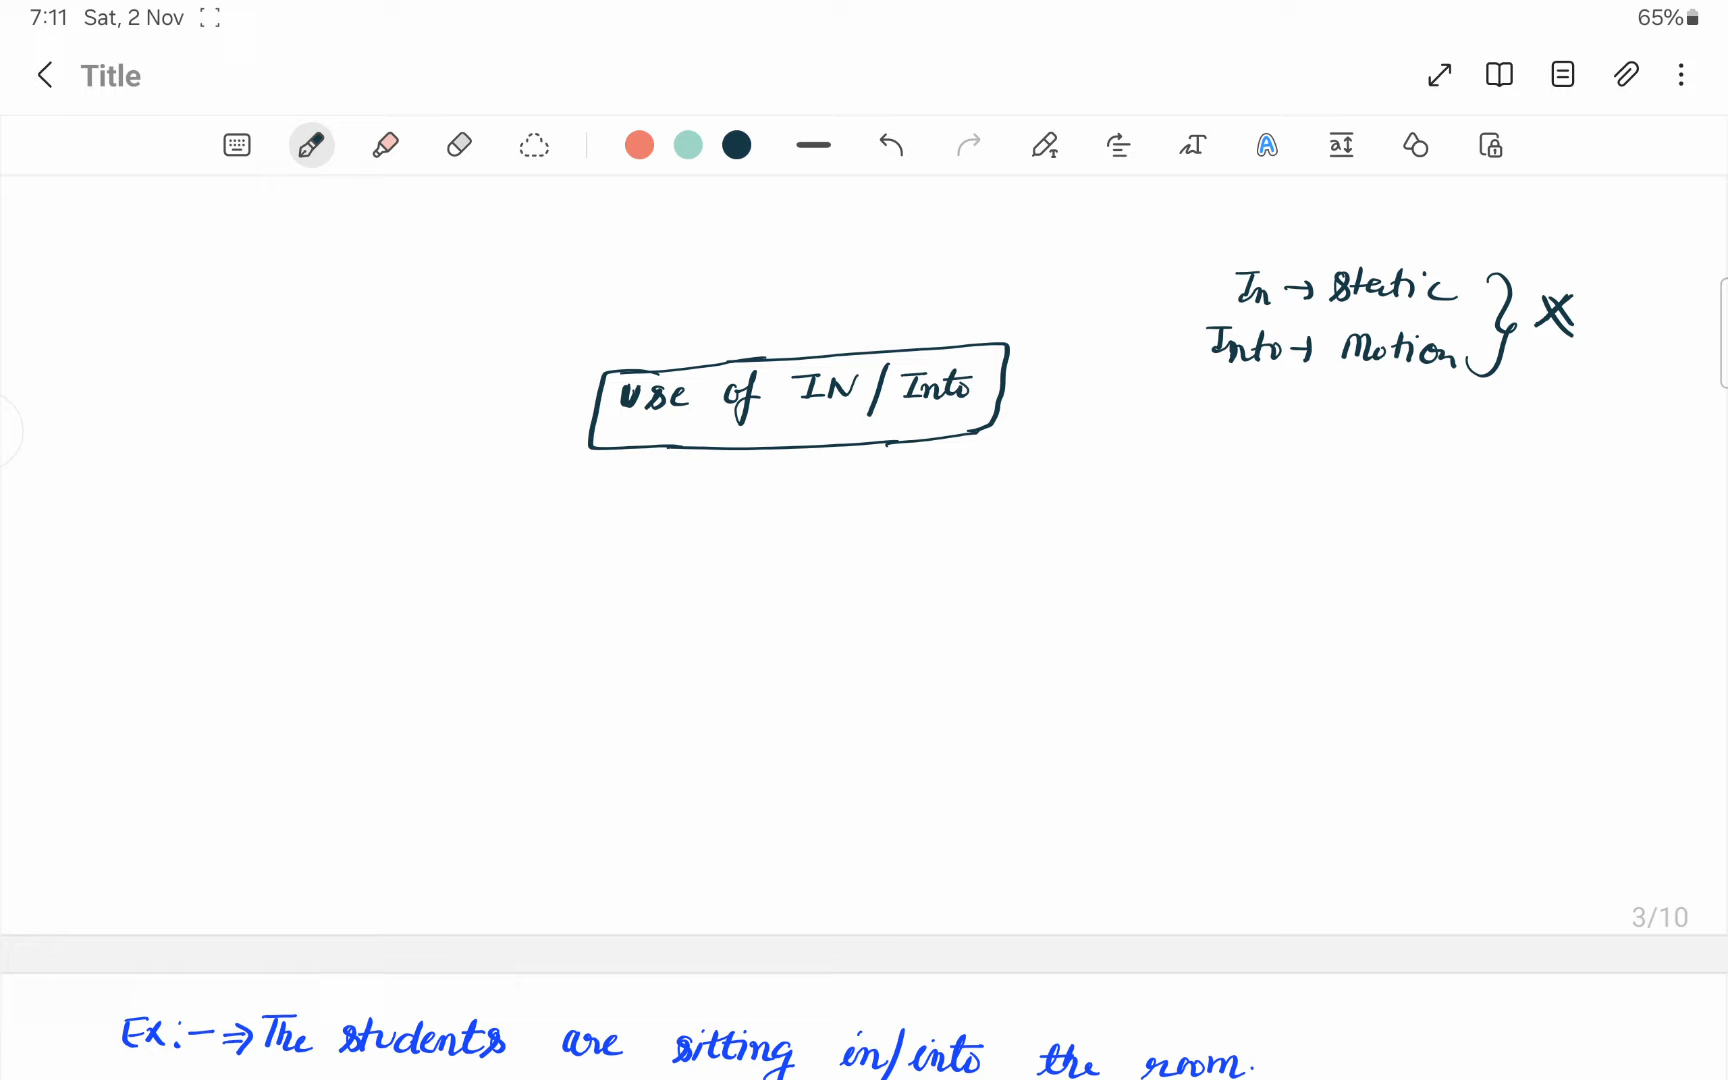 7:11 Sat, 2 Nov
65%
Title
In → Static
Into → Motion
Use of IN/Into
3/10
Ex:- ⇒ The students are sitting in/into the room.